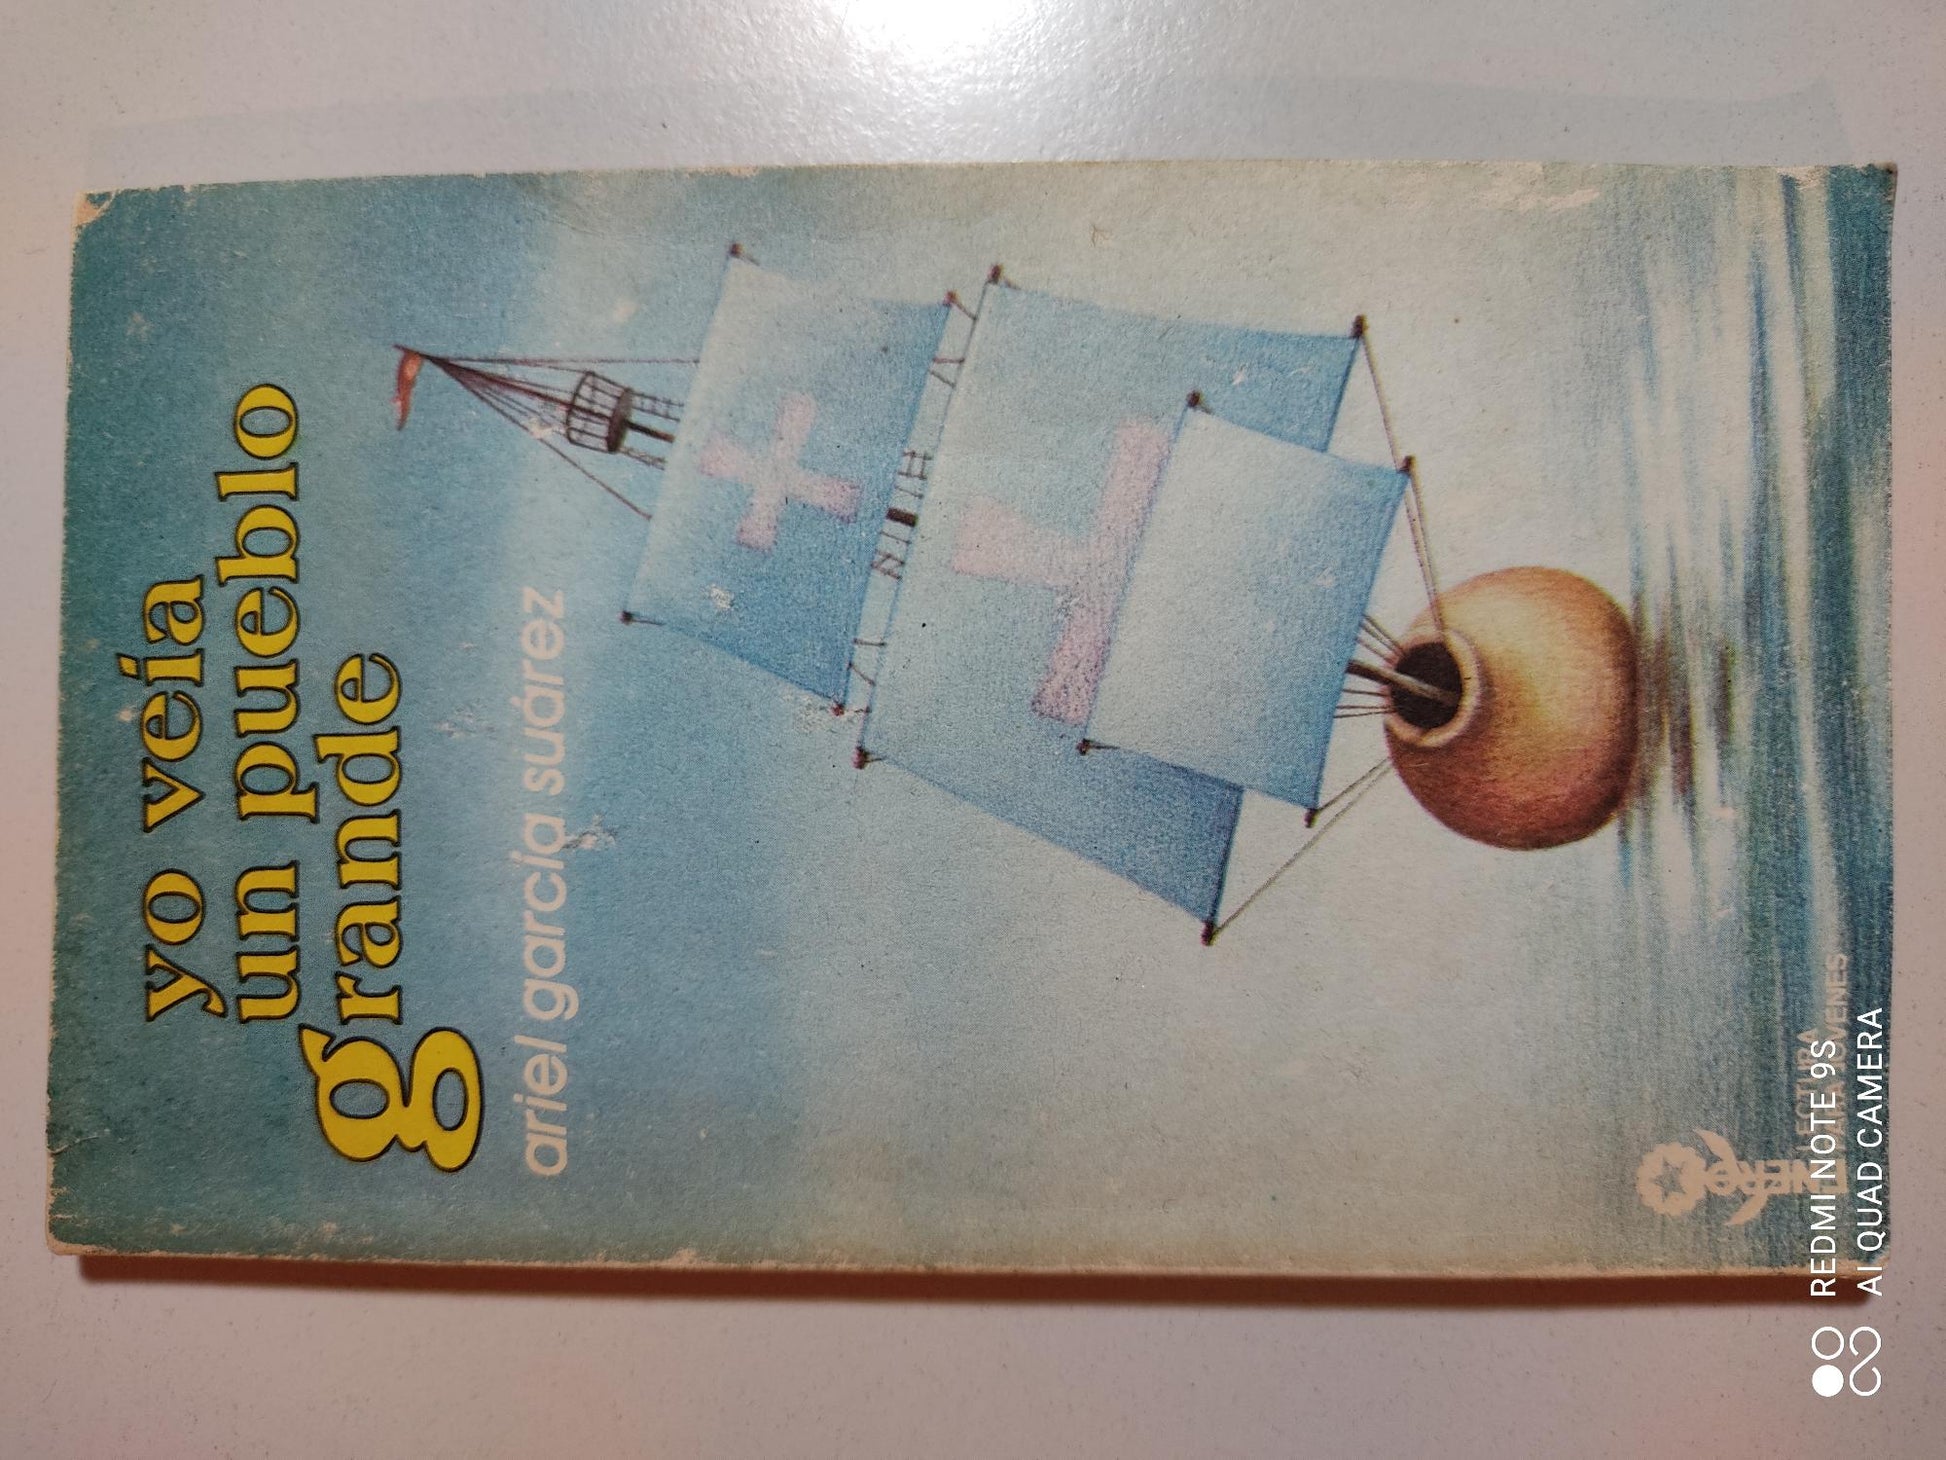 yo veía
un pueblo
grande
ariel garcía suárez
LECTURA
JÓVENES
REDMI NOTE 9S
AI QUAD CAMERA